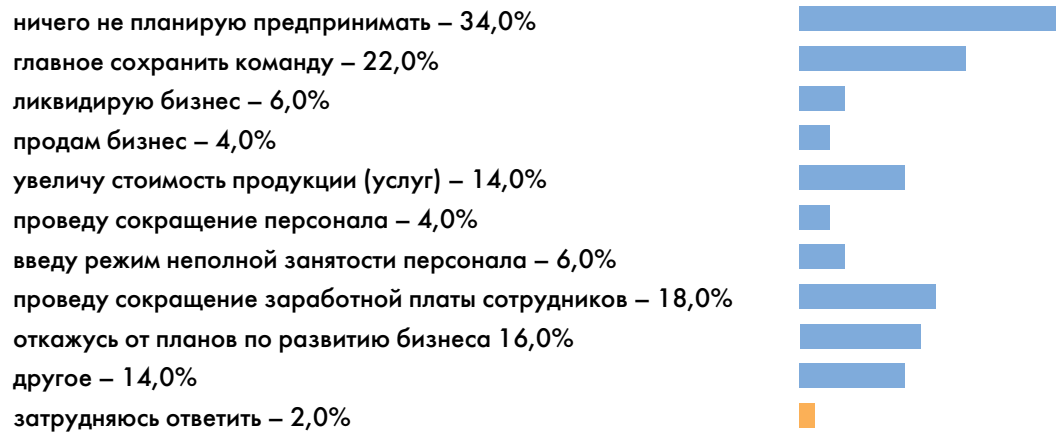 ничего не планирую предпринимать – 34,0%
главное сохранить команду – 22,0%
ликвидирую бизнес – 6,0%
продам бизнес – 4,0%
увеличу стоимость продукции (услуг) – 14,0%
проведу сокращение персонала – 4,0%
введу режим неполной занятости персонала – 6,0%
проведу сокращение заработной платы сотрудников – 18,0%
откажусь от планов по развитию бизнеса 16,0%
другое – 14,0%
затрудняюсь ответить – 2,0%